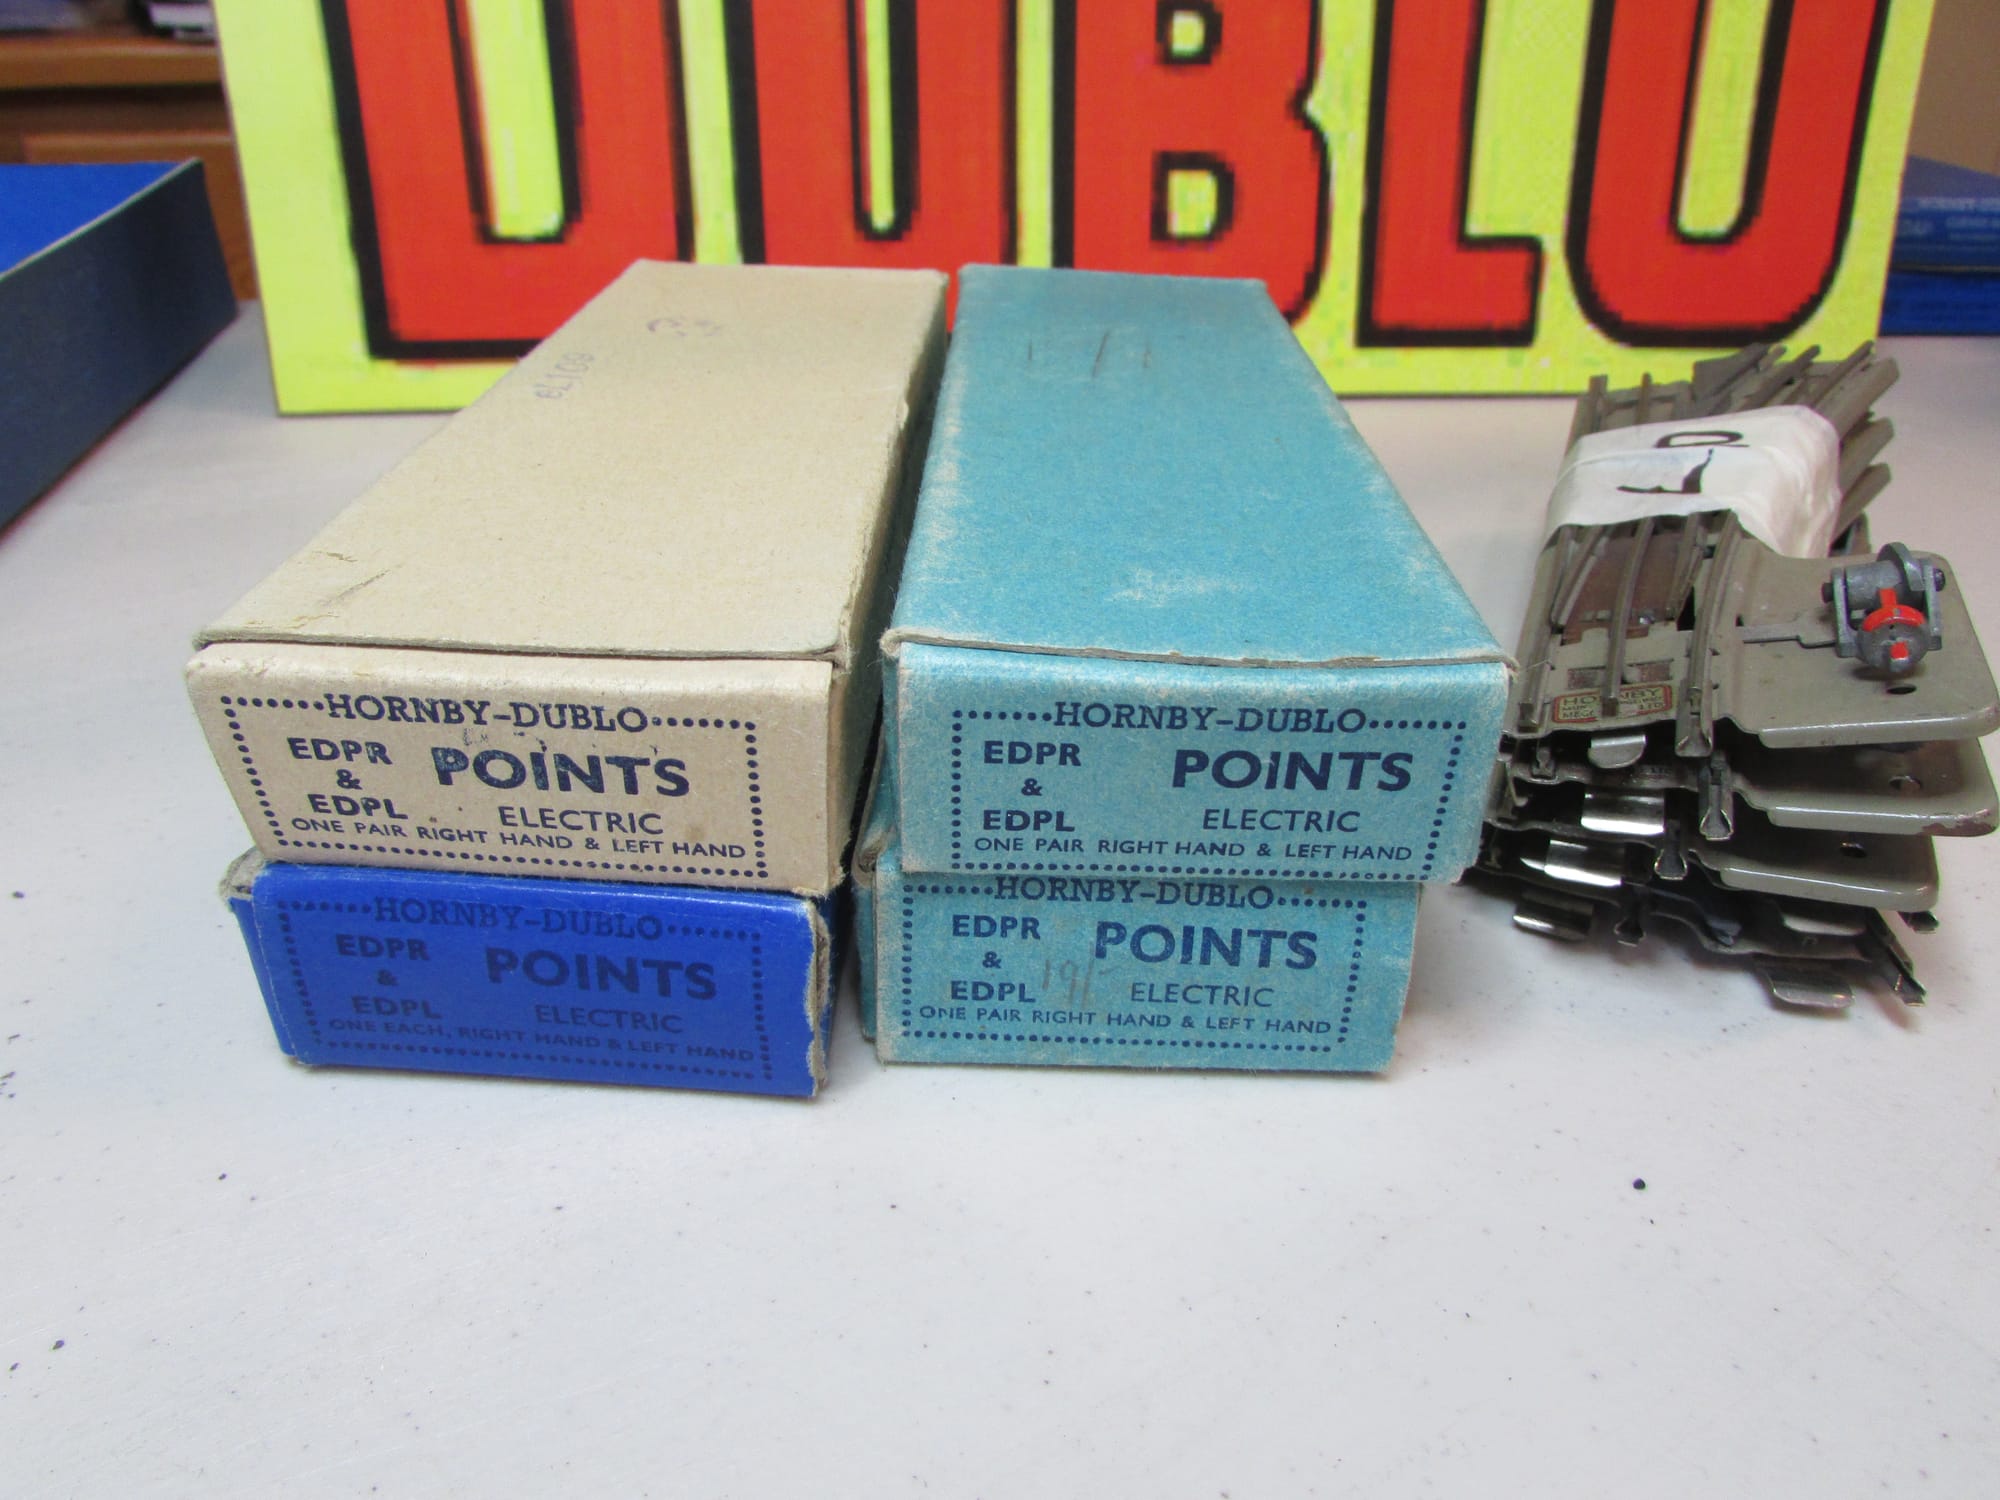 DUBLO
HORNBY-DUBLO
EDPR
&
EDPL
POINTS
ELECTRIC
ONE PAIR RIGHT HAND & LEFT HAND
HORNBY-DUBLO
EDPR
&
EDPL
POINTS
ELECTRIC
ONE EACH, RIGHT HAND & LEFT HAND
HORNBY-DUBLO
EDPR
&
EDPL
POINTS
ELECTRIC
ONE PAIR RIGHT HAND & LEFT HAND
HORNBY-DUBLO
EDPR
&
EDPL
19/-
POINTS
ELECTRIC
ONE PAIR RIGHT HAND & LEFT HAND